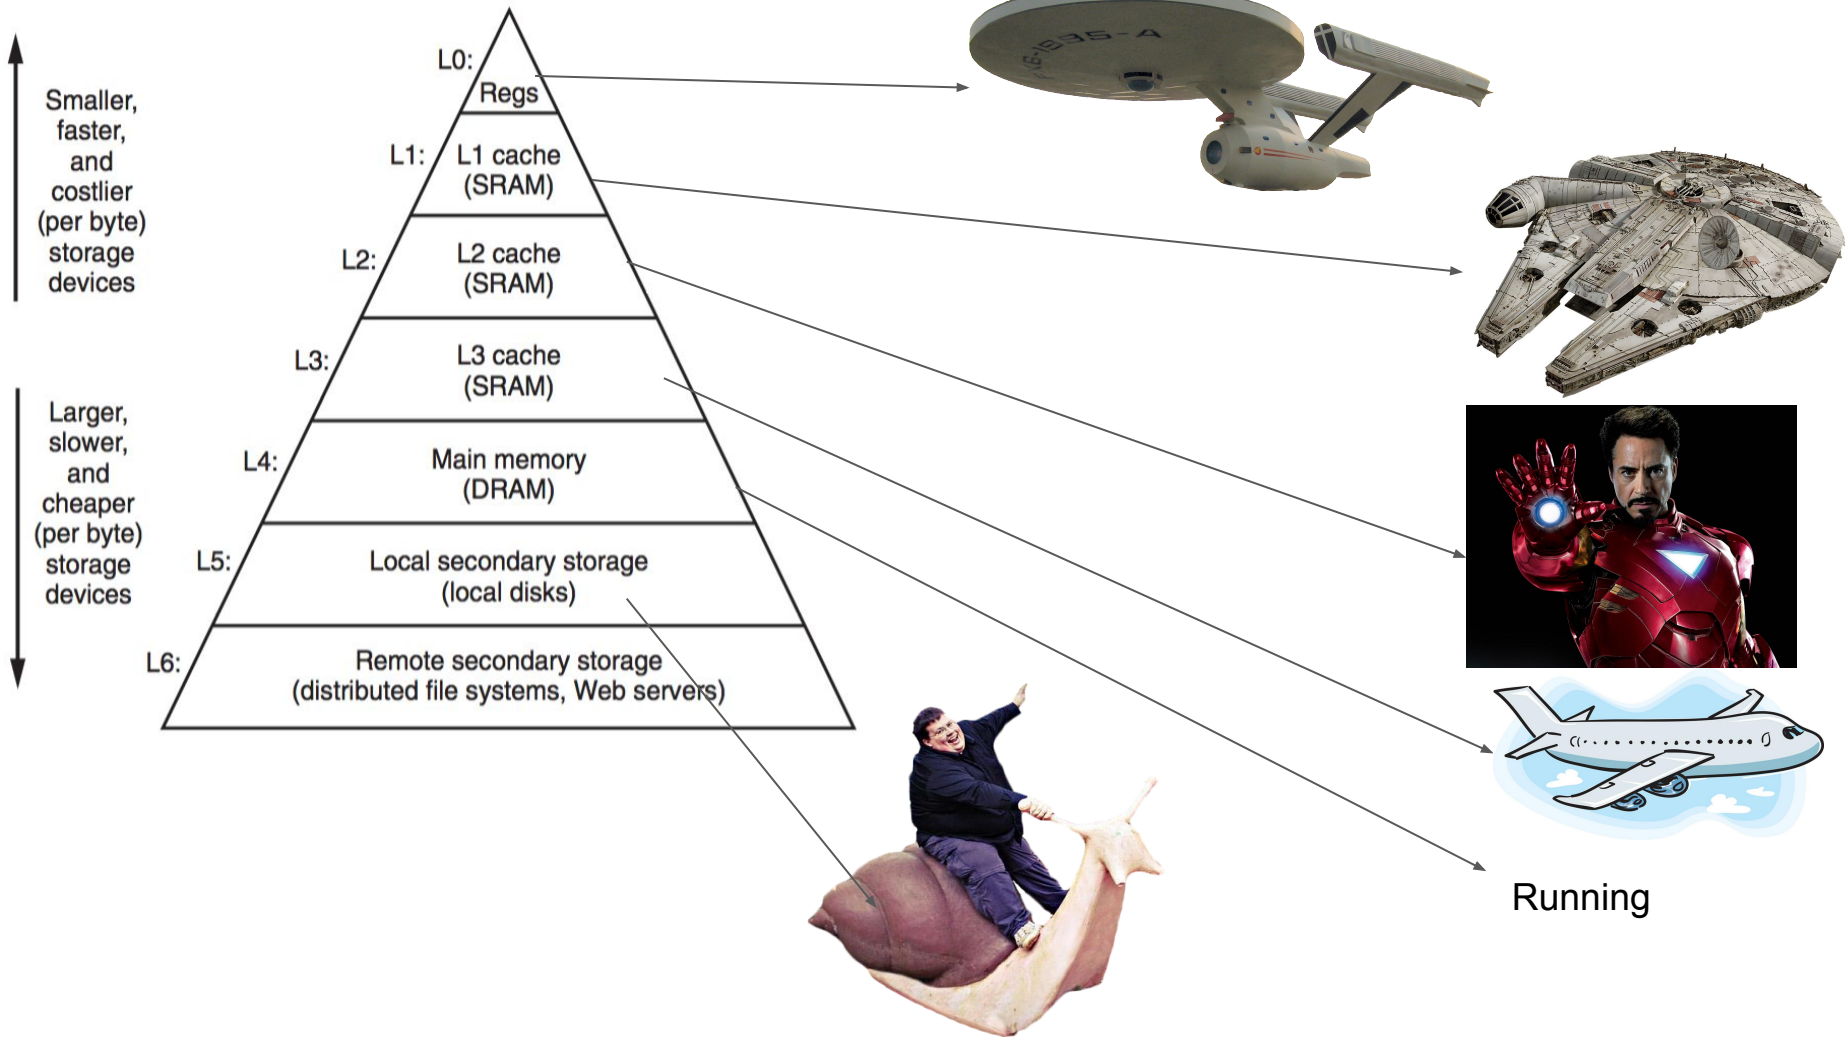 L0:
Regs
L1:
L1 cache
(SRAM)
L2:
L2 cache
(SRAM)
L3:
L3 cache
(SRAM)
L4:
Main memory
(DRAM)
L5:
Local secondary storage
(local disks)
L6:
Remote secondary storage
(distributed file systems, Web servers)
Smaller,
faster,
and
costlier
(per byte)
storage
devices
Larger,
slower,
and
cheaper
(per byte)
storage
devices
Running